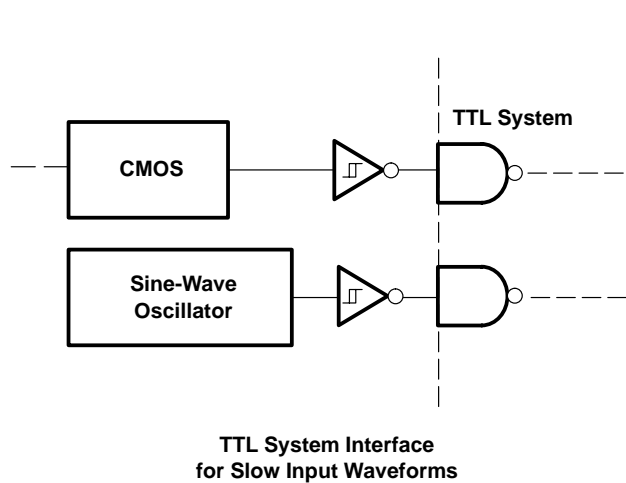 TTL System
CMOS
Sine-Wave
Oscillator
TTL System Interface
for Slow Input Waveforms